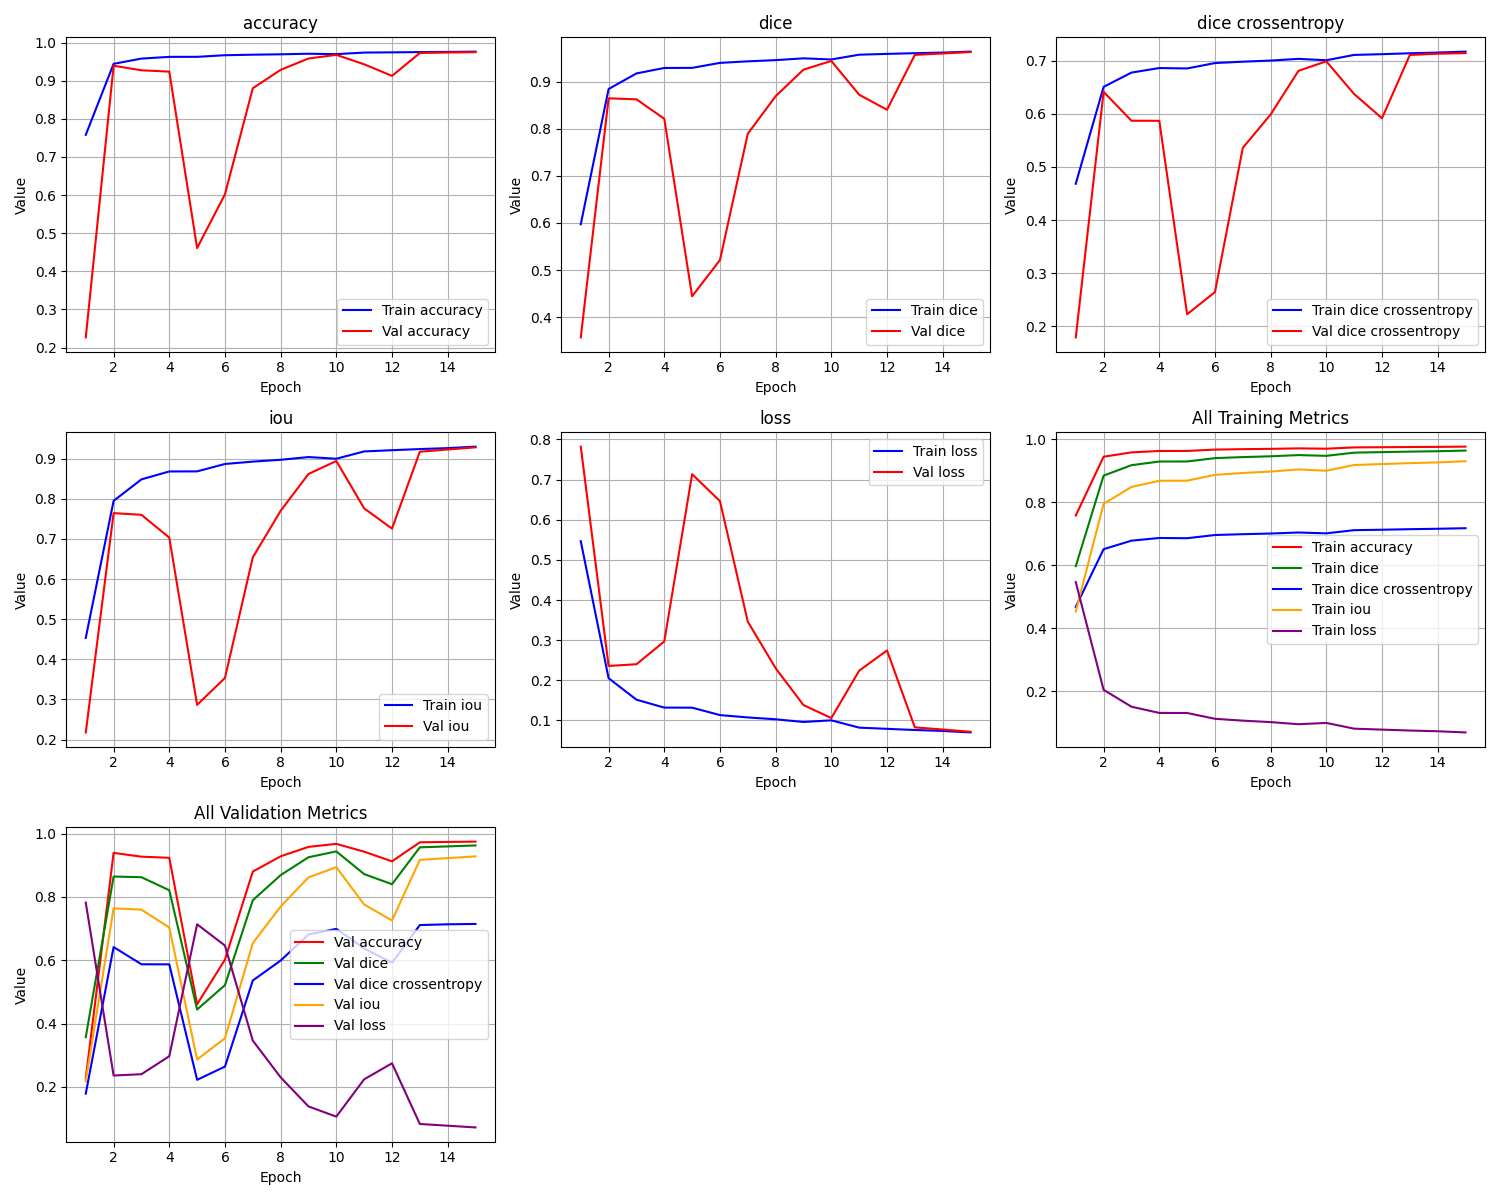 accuracy
1.0
0.9
0.8
0.7
0.6
0.5
0.4
0.3
0.2
Value
2 4 6 8 10 12 14
Epoch
Train accuracy
Val accuracy
dice
0.9
0.8
0.7
0.6
0.5
0.4
Value
2 4 6 8 10 12 14
Epoch
Train dice
Val dice
dice crossentropy
0.7
0.6
0.5
0.4
0.3
0.2
Value
2 4 6 8 10 12 14
Epoch
Train dice crossentropy
Val dice crossentropy
iou
0.9
0.8
0.7
0.6
0.5
0.4
0.3
0.2
Value
2 4 6 8 10 12 14
Epoch
Train iou
Val iou
loss
0.8
0.7
0.6
0.5
0.4
0.3
0.2
0.1
Value
2 4 6 8 10 12 14
Epoch
Train loss
Val loss
All Training Metrics
1.0
0.8
0.6
0.4
0.2
Value
2 4 6 8 10 12 14
Epoch
Train accuracy
Train dice
Train dice crossentropy
Train iou
Train loss
All Validation Metrics
1.0
0.8
0.6
0.4
0.2
Value
2 4 6 8 10 12 14
Epoch
Val accuracy
Val dice
Val dice crossentropy
Val iou
Val loss